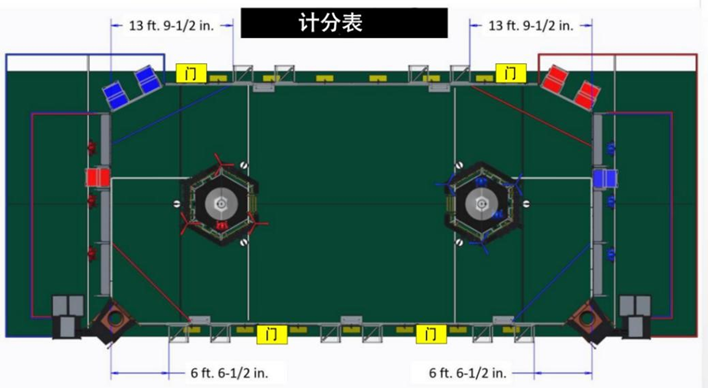 计分表
13 ft. 9-1/2 in.
13 ft. 9-1/2 in.
门
门
门
门
6 ft. 6-1/2 in.
6 ft. 6-1/2 in.